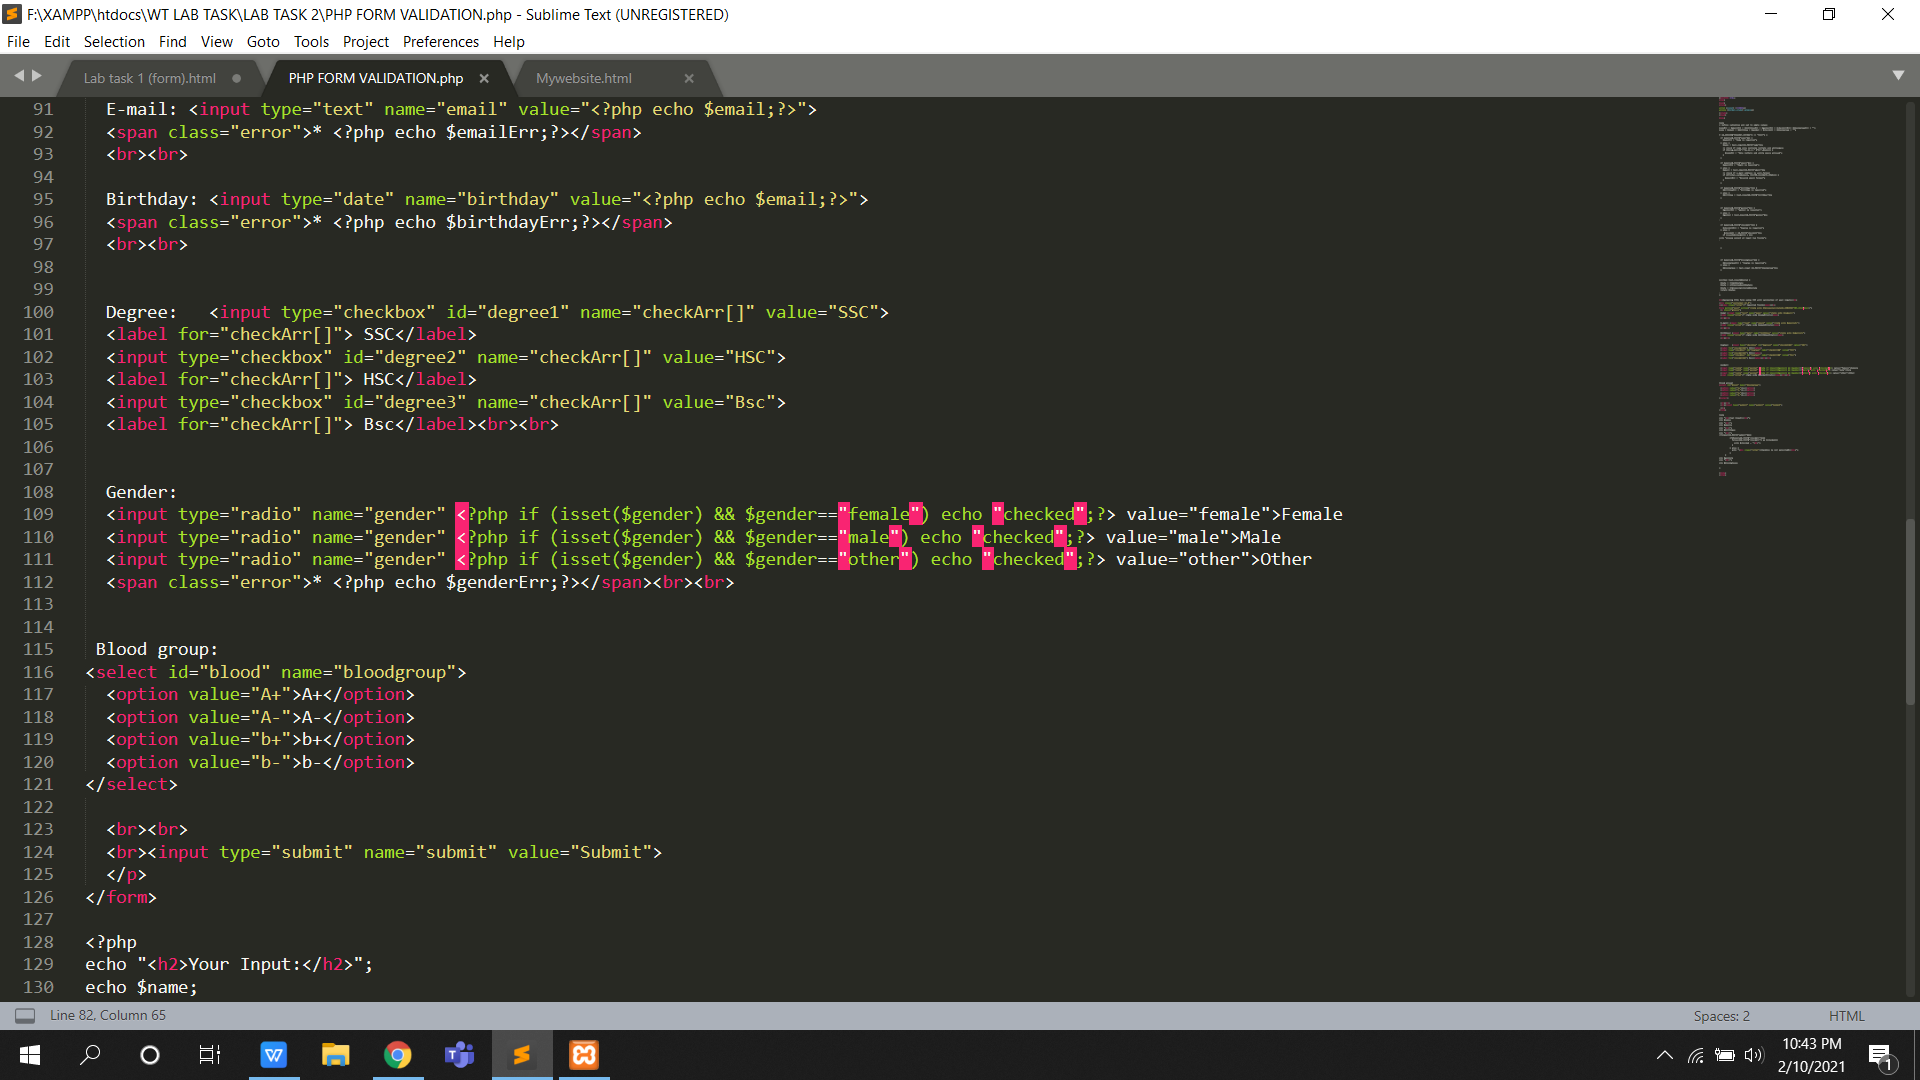 F:\XAMPP\htdocs\WT LAB TASK\LAB TASK 2\PHP FORM VALIDATION.php - Sublime Text (UNREGISTERED)
File Edit Selection Find View Goto Tools Project Preferences Help
Lab task 1 (form).html PHP FORM VALIDATION.php Mywebsite.html
91 E-mail: <input type="text" name="email" value="<?php echo $email;?>">
92 <span class="error">* <?php echo $emailErr;?></span>
93 <br><br>
94
95 Birthday: <input type="date" name="birthday" value="<?php echo $email;?>">
96 <span class="error">* <?php echo $birthdayErr;?></span>
97 <br><br>
98
99
100 Degree: <input type="checkbox" id="degree1" name="checkArr[]" value="SSC">
101 <label for="checkArr[]"> SSC</label>
102 <input type="checkbox" id="degree2" name="checkArr[]" value="HSC">
103 <label for="checkArr[]"> HSC</label>
104 <input type="checkbox" id="degree3" name="checkArr[]" value="Bsc">
105 <label for="checkArr[]"> Bsc</label><br><br>
106
107
108 Gender:
109 <input type="radio" name="gender" <?php if (isset($gender) && $gender=="female") echo "checked";?> value="female">Female
110 <input type="radio" name="gender" <?php if (isset($gender) && $gender=="male") echo "checked";?> value="male">Male
111 <input type="radio" name="gender" <?php if (isset($gender) && $gender=="other") echo "checked";?> value="other">Other
112 <span class="error">* <?php echo $genderErr;?></span><br><br>
113
114
115 Blood group:
116 <select id="blood" name="bloodgroup">
117 <option value="A+">A+</option>
118 <option value="A-">A-</option>
119 <option value="b+">b+</option>
120 <option value="b-">b-</option>
121 </select>
122
123 <br><br>
124 <br><input type="submit" name="submit" value="Submit">
125 </p>
126 </form>
127
128 <?php
129 echo "<h2>Your Input:</h2>";
130 echo $name;
Line 82, Column 65 Spaces: 2 HTML
10:43 PM
2/10/2021
1